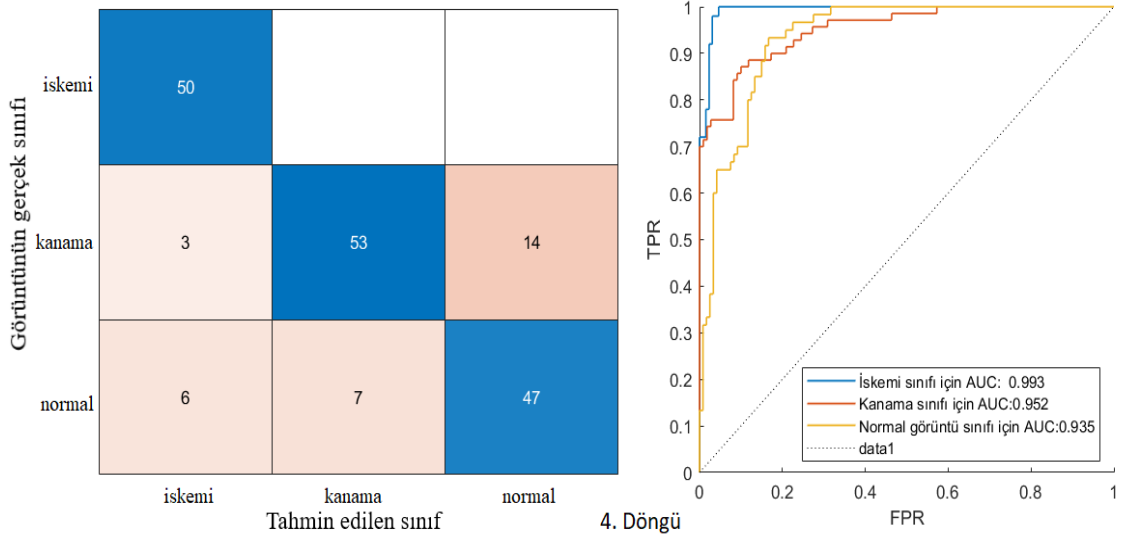 Görüntünün gerçek sınıfı
iskemi
50
kanama
3 53 14
normal
6 7 47
iskemi kanama normal
Tahmin edilen sınıf
4. Döngü
TPR
1
0.9
0.8
0.7
0.6
0.5
0.4
0.3
0.2
0.1
0
0 0.2 0.4 0.6 0.8 1
FPR
İskemi sınıfı için AUC: 0.993
Kanama sınıfı için AUC:0.952
Normal görüntü sınıfı için AUC:0.935
data1